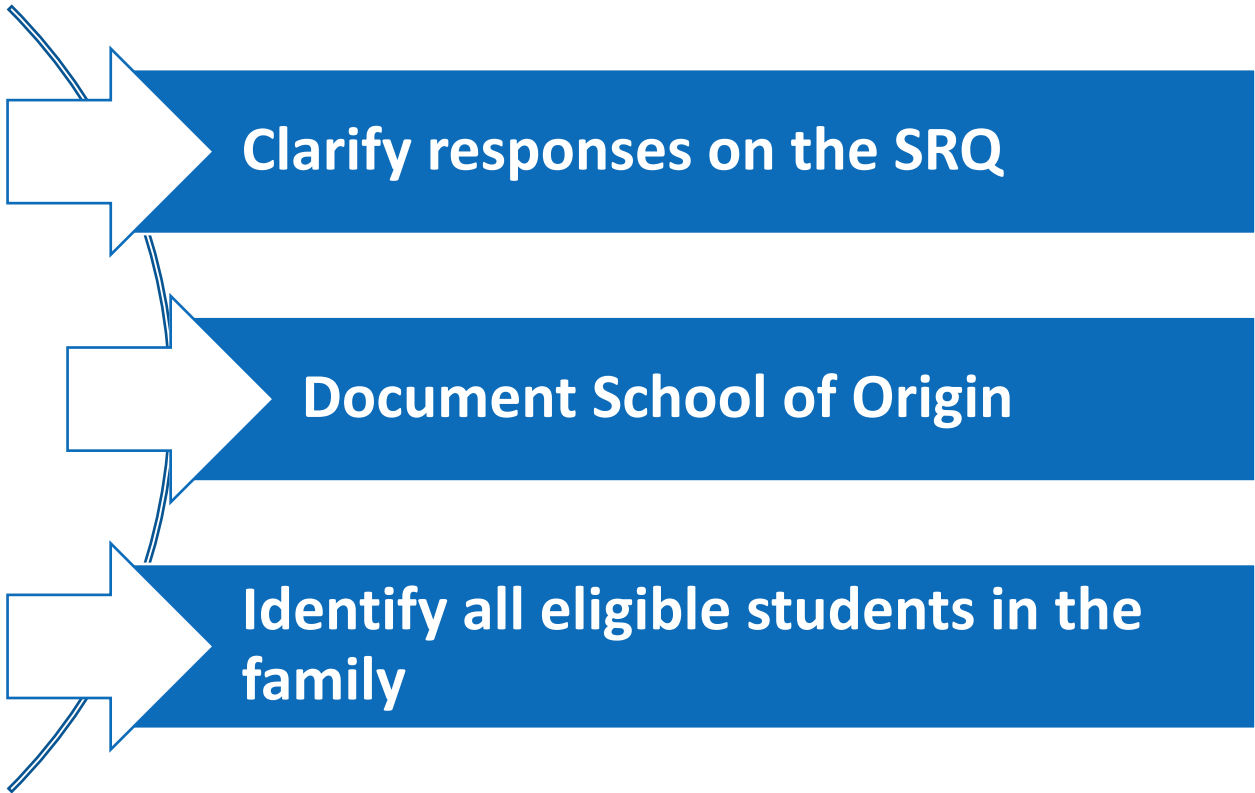 Clarify responses on the SRQ
Document School of Origin
Identify all eligible students in the
family